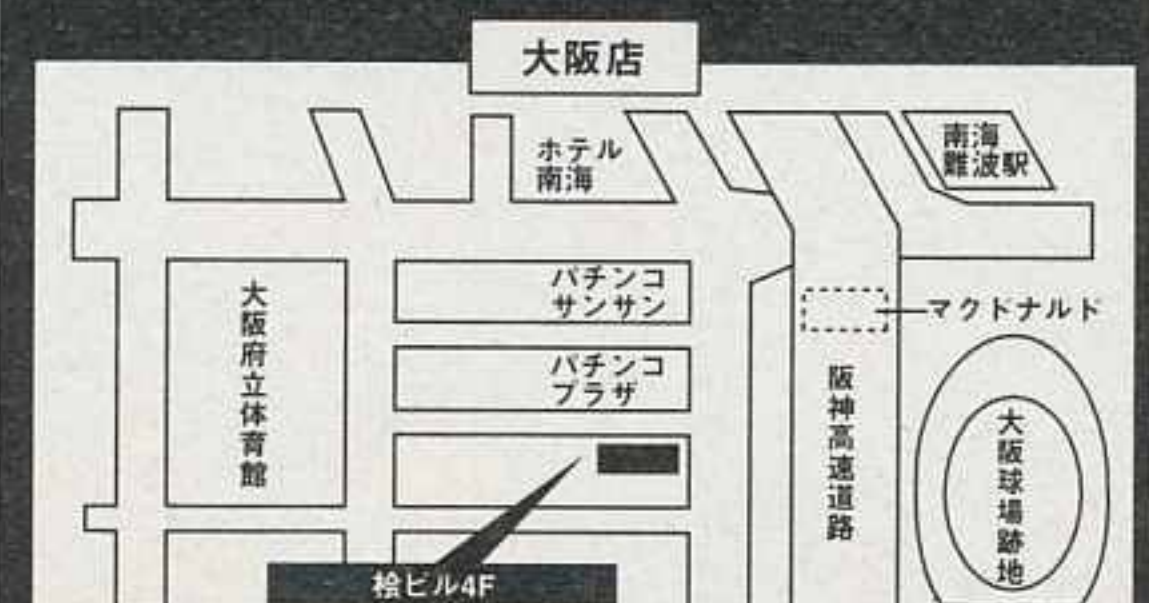 大阪店
ホテル
南海
南海
難波駅
パチンコ
サンサン
マクドナルド
パチンコ
プラザ
大阪府立体育館
阪神高速道路
大阪球場跡地
桧ビル4F